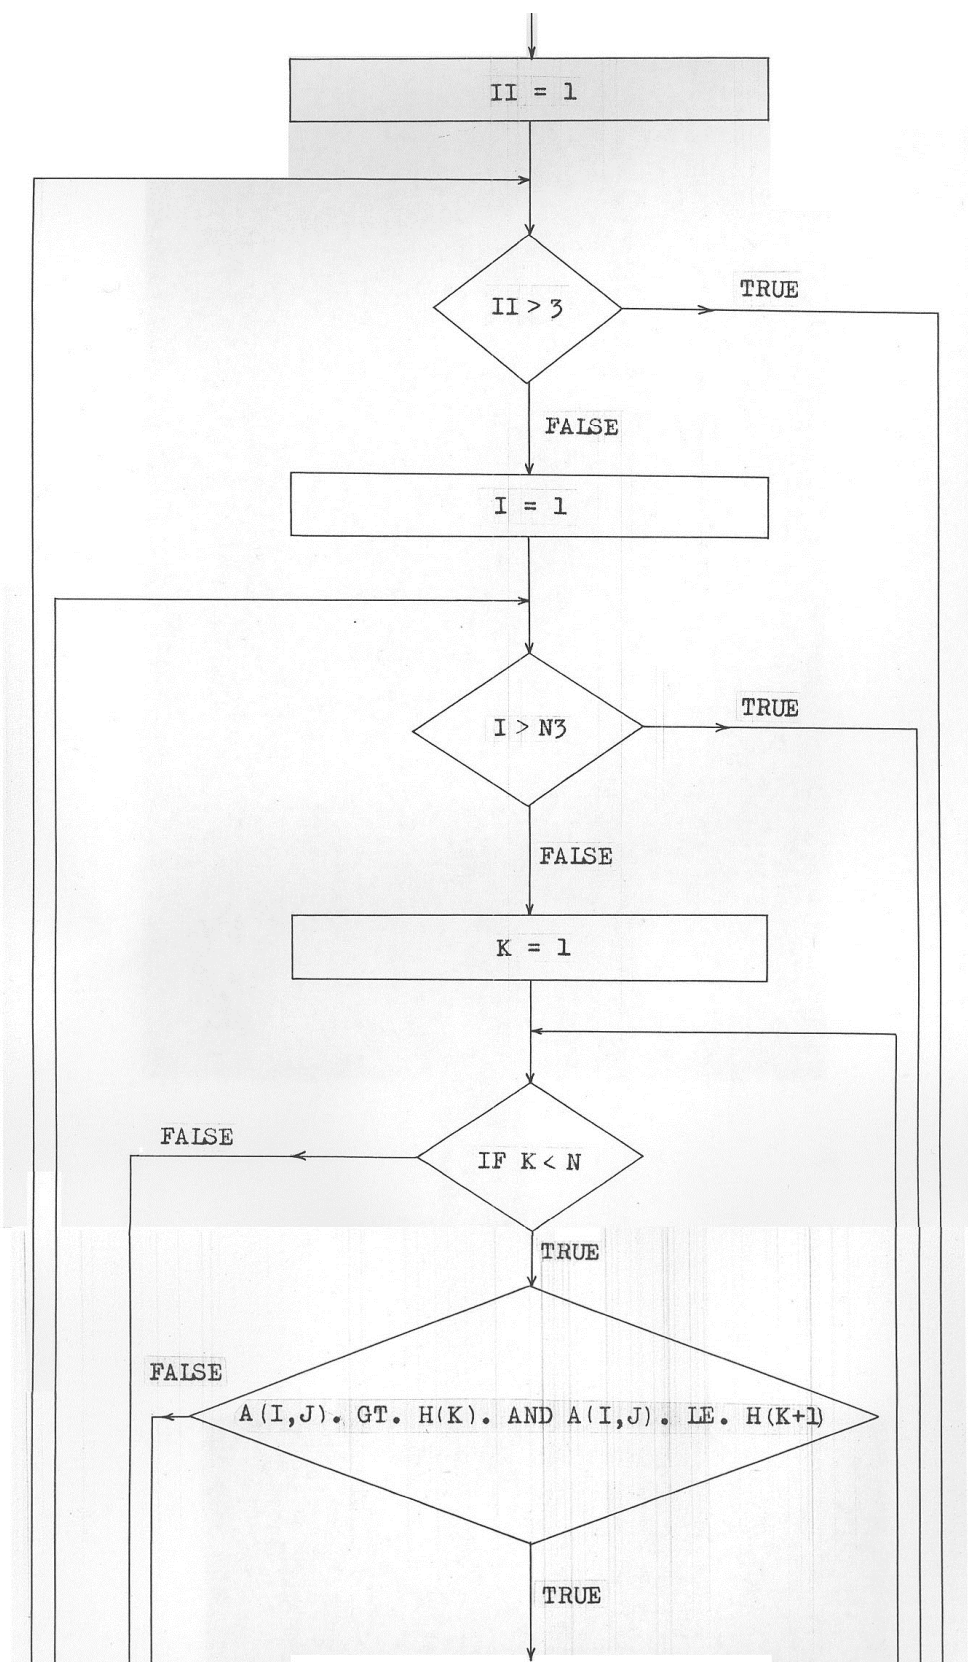 II = 1
II > 3
TRUE
FALSE
I = 1
I > N3
TRUE
FALSE
K = 1
IF K < N
FALSE
TRUE
A(I,J). GT. H(K). AND A(I,J). LE. H(K+1)
FALSE
TRUE